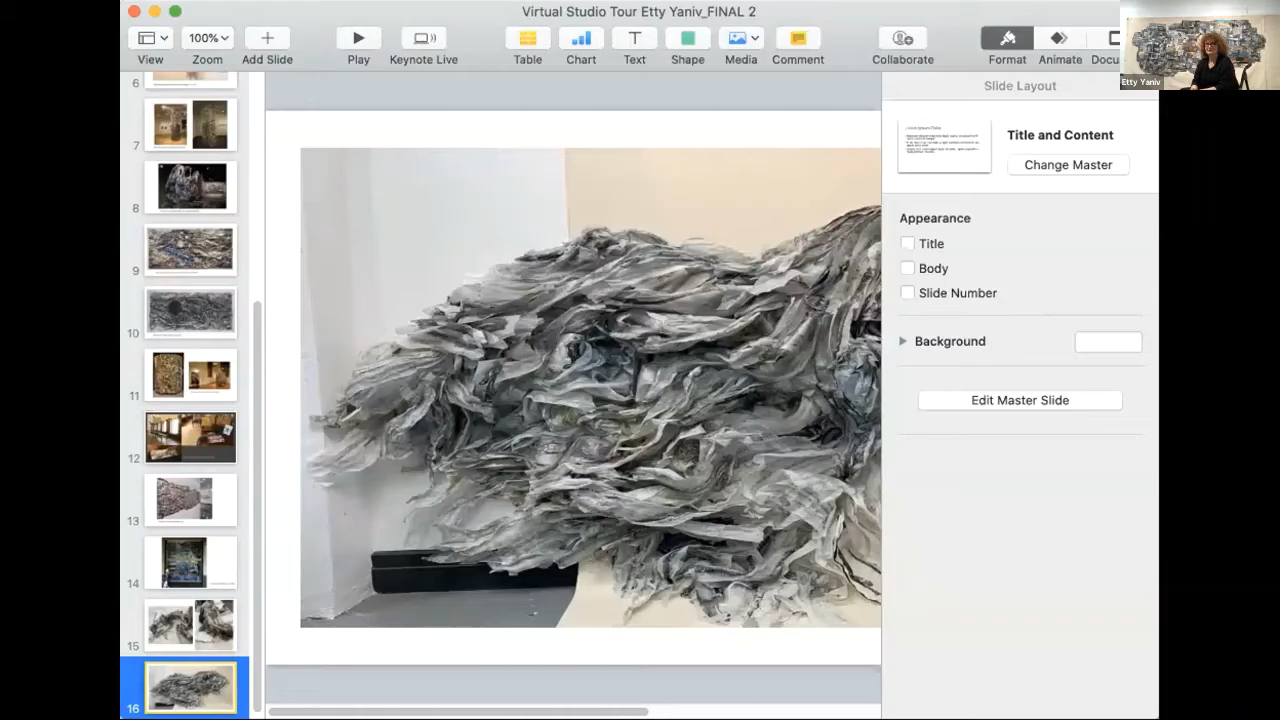 Virtual Studio Tour Etty Yaniv_FINAL 2
100%
View
Zoom
Add Slide
Play
Keynote Live
Table
Chart
Text
Shape
Media
Comment
Collaborate
Format
Animate
Docu
Etty Yaniv
Slide Layout
Title and Content
Change Master
Appearance
Title
Body
Slide Number
Background
Edit Master Slide
6
7
8
9
10
11
12
13
14
15
16